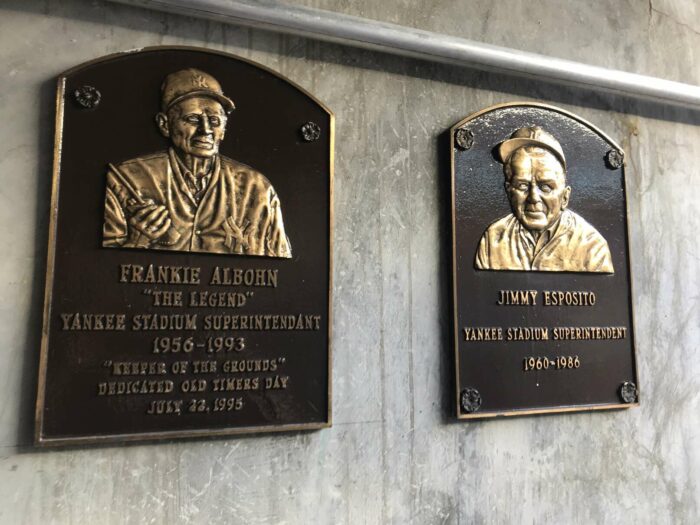 FRANKIE ALBOHN
"THE LEGEND"
YANKEE STADIUM SUPERINTENDANT
1956-1993
"KEEPER OF THE GROUNDS"
DEDICATED OLD TIMERS DAY
JULY 23, 1995
JIMMY ESPOSITO
YANKEE STADIUM SUPERINTENDENT
1960-1986